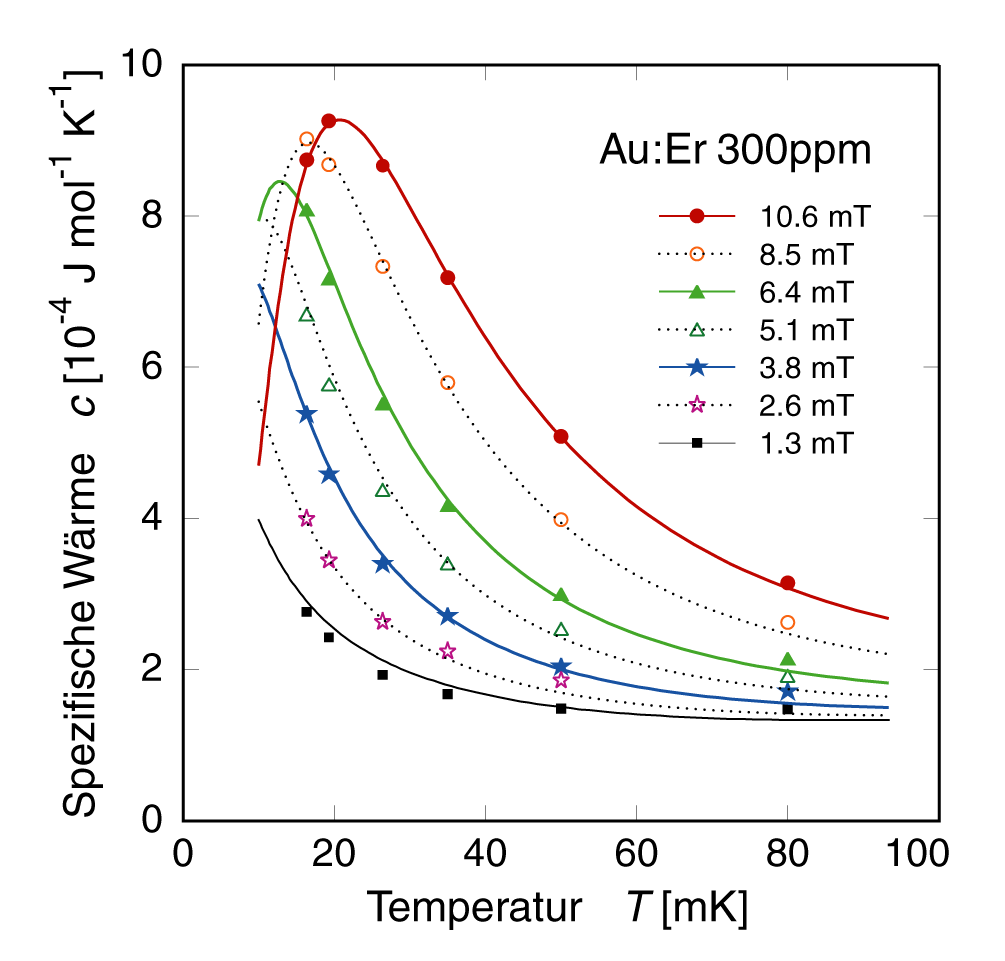 Spezifische Wärme c [10⁻⁴ J mol⁻¹ K⁻¹]
10
8
6
4
2
0
Au:Er 300ppm
10.6 mT
8.5 mT
6.4 mT
5.1 mT
3.8 mT
2.6 mT
1.3 mT
0 20 40 60 80 100
Temperatur T [mK]